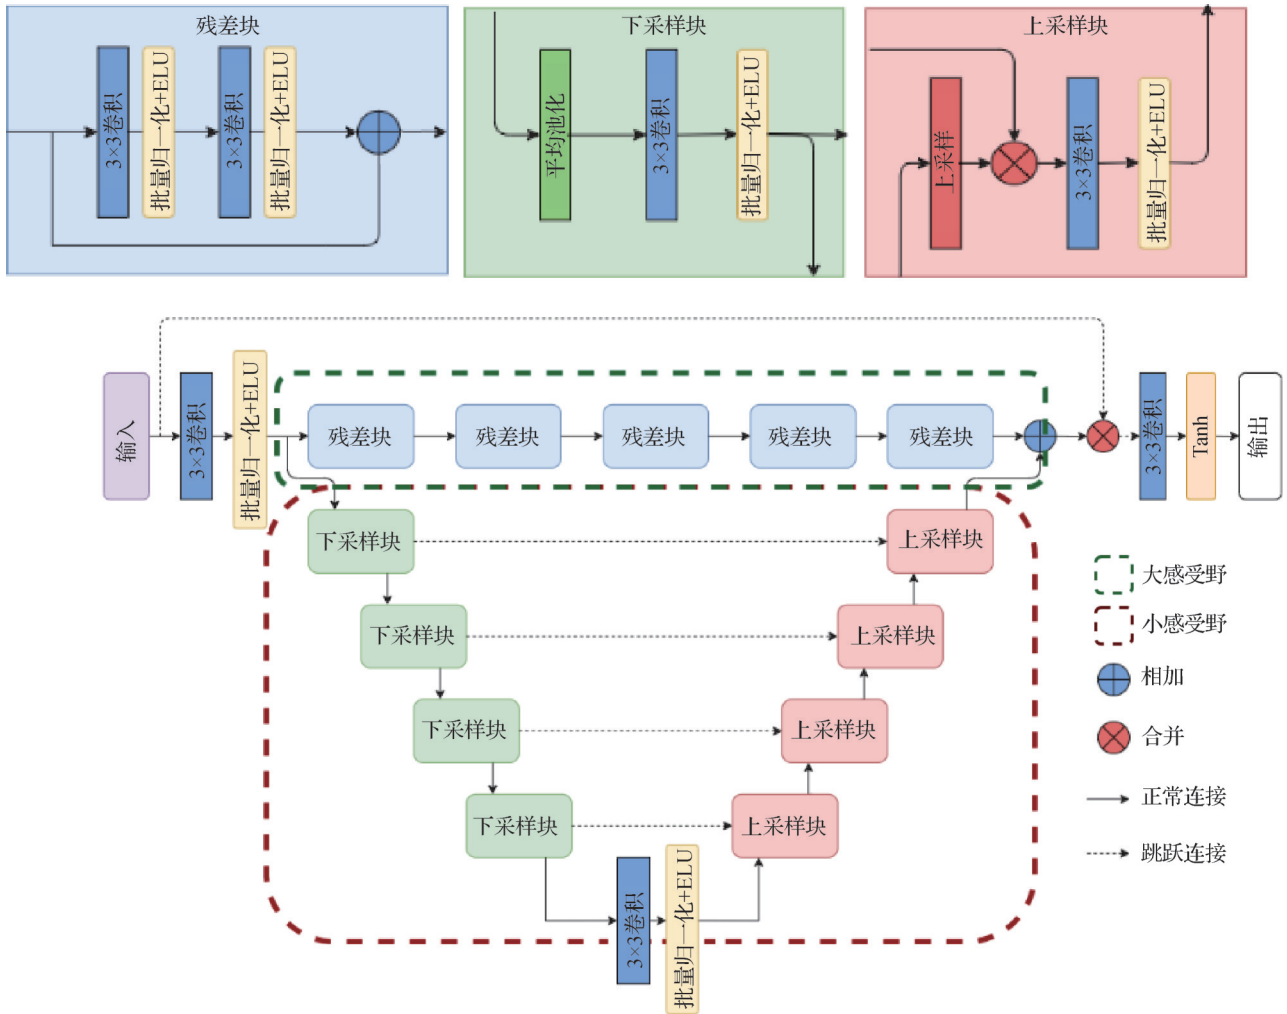 残差块
3×3卷积
批量归一化+ELU
3×3卷积
批量归一化+ELU
下采样块
平均池化
3×3卷积
批量归一化+ELU
上采样块
上采样
3×3卷积
批量归一化+ELU
输入
3×3卷积
批量归一化+ELU
残差块
残差块
残差块
残差块
残差块
3×3卷积
Tanh
输出
下采样块
上采样块
下采样块
上采样块
下采样块
上采样块
下采样块
上采样块
3×3卷积
批量归一化+ELU
大感受野
小感受野
相加
合并
正常连接
跳跃连接